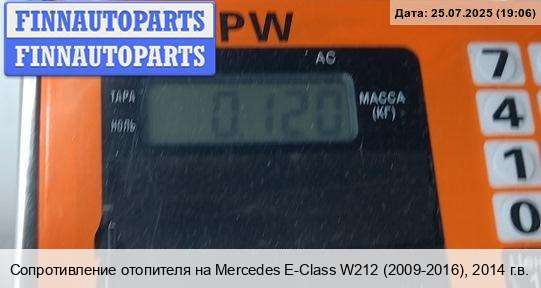 FINNAUTOPARTS
FINNAUTOPARTS
PW
Дата: 25.07.2025 (19:06)
AC
ТАРА
НОЛЬ
0.120
МАССА
(КГ)
7
4
1
0
Сопротивление отопителя на Mercedes E-Class W212 (2009-2016), 2014 г.в.